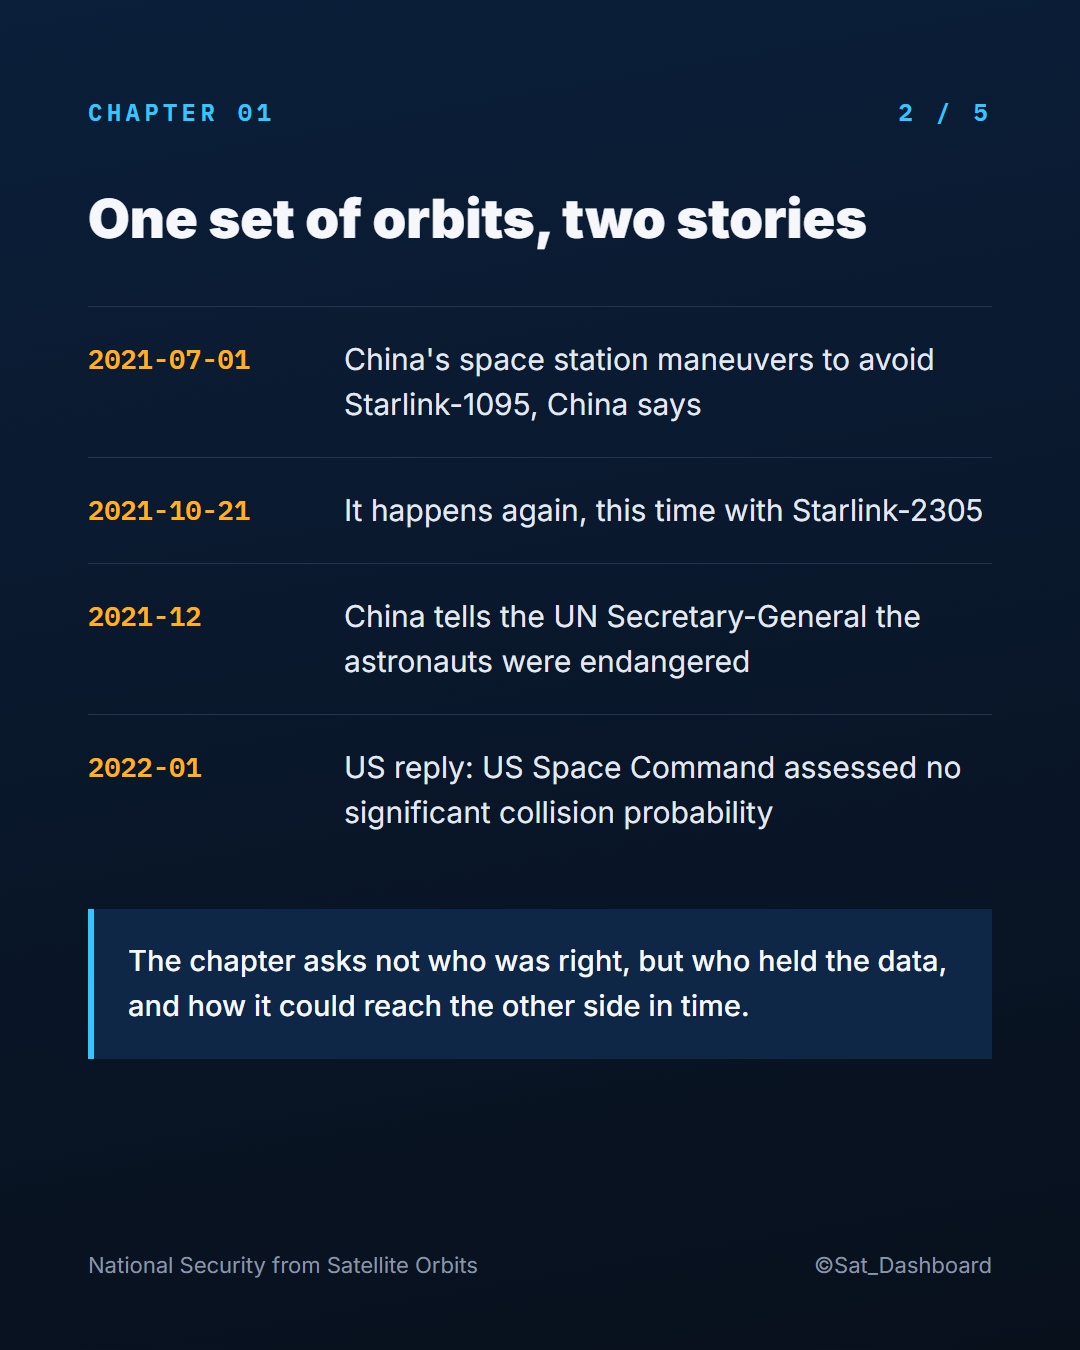 CHAPTER 01
2 / 5
One set of orbits, two stories
2021-07-01
China's space station maneuvers to avoid
Starlink-1095, China says
2021-10-21
It happens again, this time with Starlink-2305
2021-12
China tells the UN Secretary-General the
astronauts were endangered
2022-01
US reply: US Space Command assessed no
significant collision probability
The chapter asks not who was right, but who held the data,
and how it could reach the other side in time.
National Security from Satellite Orbits
©Sat_Dashboard